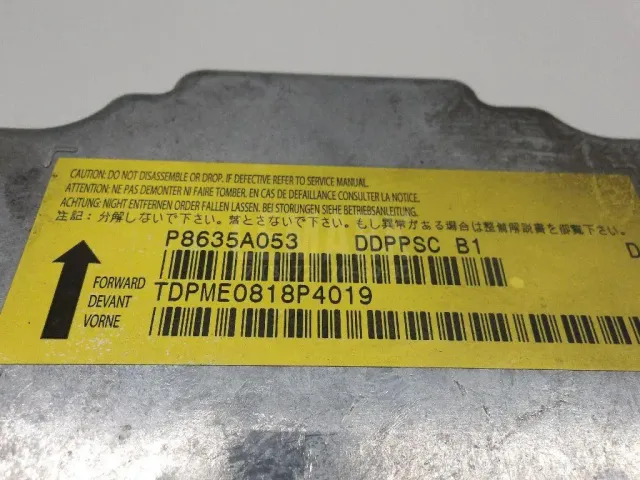 CAUTION: DO NOT DISASSEMBLE OR DROP. IF DEFECTIVE REFER TO SERVICE MANUAL.
ATTENTION: NE PAS DEMONTER NI FAIRE TOMBER, EN CAS DE DEFAILLANCE CONSULTER LA NOTICE.
ACHTUNG: NIGHT ENTFERNEN ORDER FALLEN LASSEN. BEI STORUNGEN SIEHE BETRIEBSANLEITUNG.
注記: 分解しないで下さい。落とさないで下さい。もし異常がある場合は整備解説書を御覧下さい。
P8635A053 DDPPSC B1 D
FORWARD
DEVANT
VORNE
TDPME0818P4019